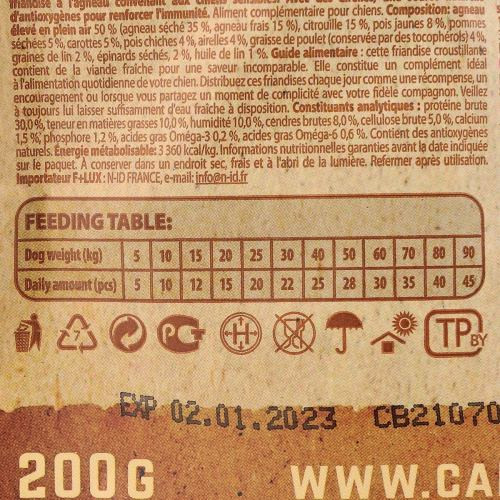 friandise à l'agneau convenant aux chiens sensibles. Avec des
d'antioxygènes pour renforcer l'immunité. Aliment complémentaire pour chiens. Composition: agneau
élevé en plein air 50 % (agneau séché 35 %, agneau frais 15 %), citrouille 15 %, pois jaunes 8 %, pommes
séchées 5 %, carottes 5 %, pois chiches 4 %, airelles 4 %, graisse de poulet (conservée par des tocophérols) 4 %,
graines de lin 2 %, épinards séchés, 2 %, huile de lin 1 %. Guide alimentaire : cette friandise croustillante
contient de la viande fraîche pour une saveur incomparable. Elle constitue un complément idéal
à l'alimentation quotidienne de votre chien. Distribuez ces friandises chaque jour comme une récompense, un
encouragement ou lorsque vous partagez un moment de complicité avec votre fidèle compagnon. Veillez
à toujours lui laisser suffisamment d'eau fraîche à disposition. Constituants analytiques : protéine brute
30,0 %, teneur en matières grasses 10,0 %, humidité 10,0 %, cendres brutes 8,0 %, cellulose brute 5,0 %, calcium
1,5 %, phosphore 1,2 %, acides gras Oméga-3 0,2 %, acides gras Oméga-6 0,6 %. Contient des antioxygènes
naturels. Énergie métabolisable: 3 360 kcal/kg. Informations nutritionnelles garanties avant la date indiquée
sur le paquet. À conserver dans un endroit sec, frais et à l'abri de la lumière. Refermer après utilisation.
Importateur F+LUX : N-ID FRANCE, e-mail: info@n-id.fr
FEEDING TABLE:
Dog weight (kg) 5 10 15 20 25 30 40 50 60 70 80 90
Daily amount (pcs) 5 10 12 15 20 22 25 28 30 35 40 45
7 PCT TP BY
EXP 02.01.2023 CB21070
200G WWW.CA